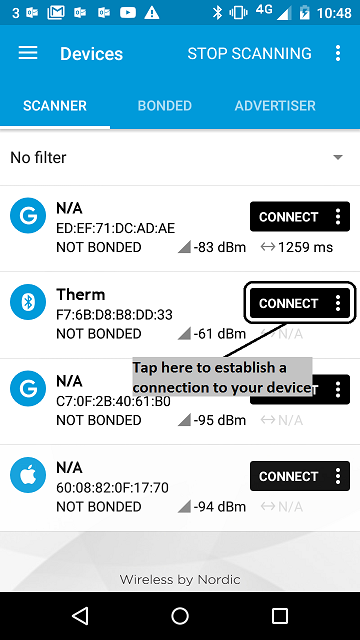 3 4G 10:48
Devices STOP SCANNING
SCANNER BONDED ADVERTISER
No filter
N/A
ED:EF:71:DC:AD:AE
CONNECT
NOT BONDED -83 dBm 1259 ms
Therm
F7:6B:D8:B8:DD:33
CONNECT
NOT BONDED -61 dBm N/A
Tap here to establish a
connection to your device
N/A
C7:0F:2B:40:61:B0
NOT BONDED -95 dBm N/A
N/A
60:08:82:0F:17:70
CONNECT
NOT BONDED -94 dBm N/A
Wireless by Nordic